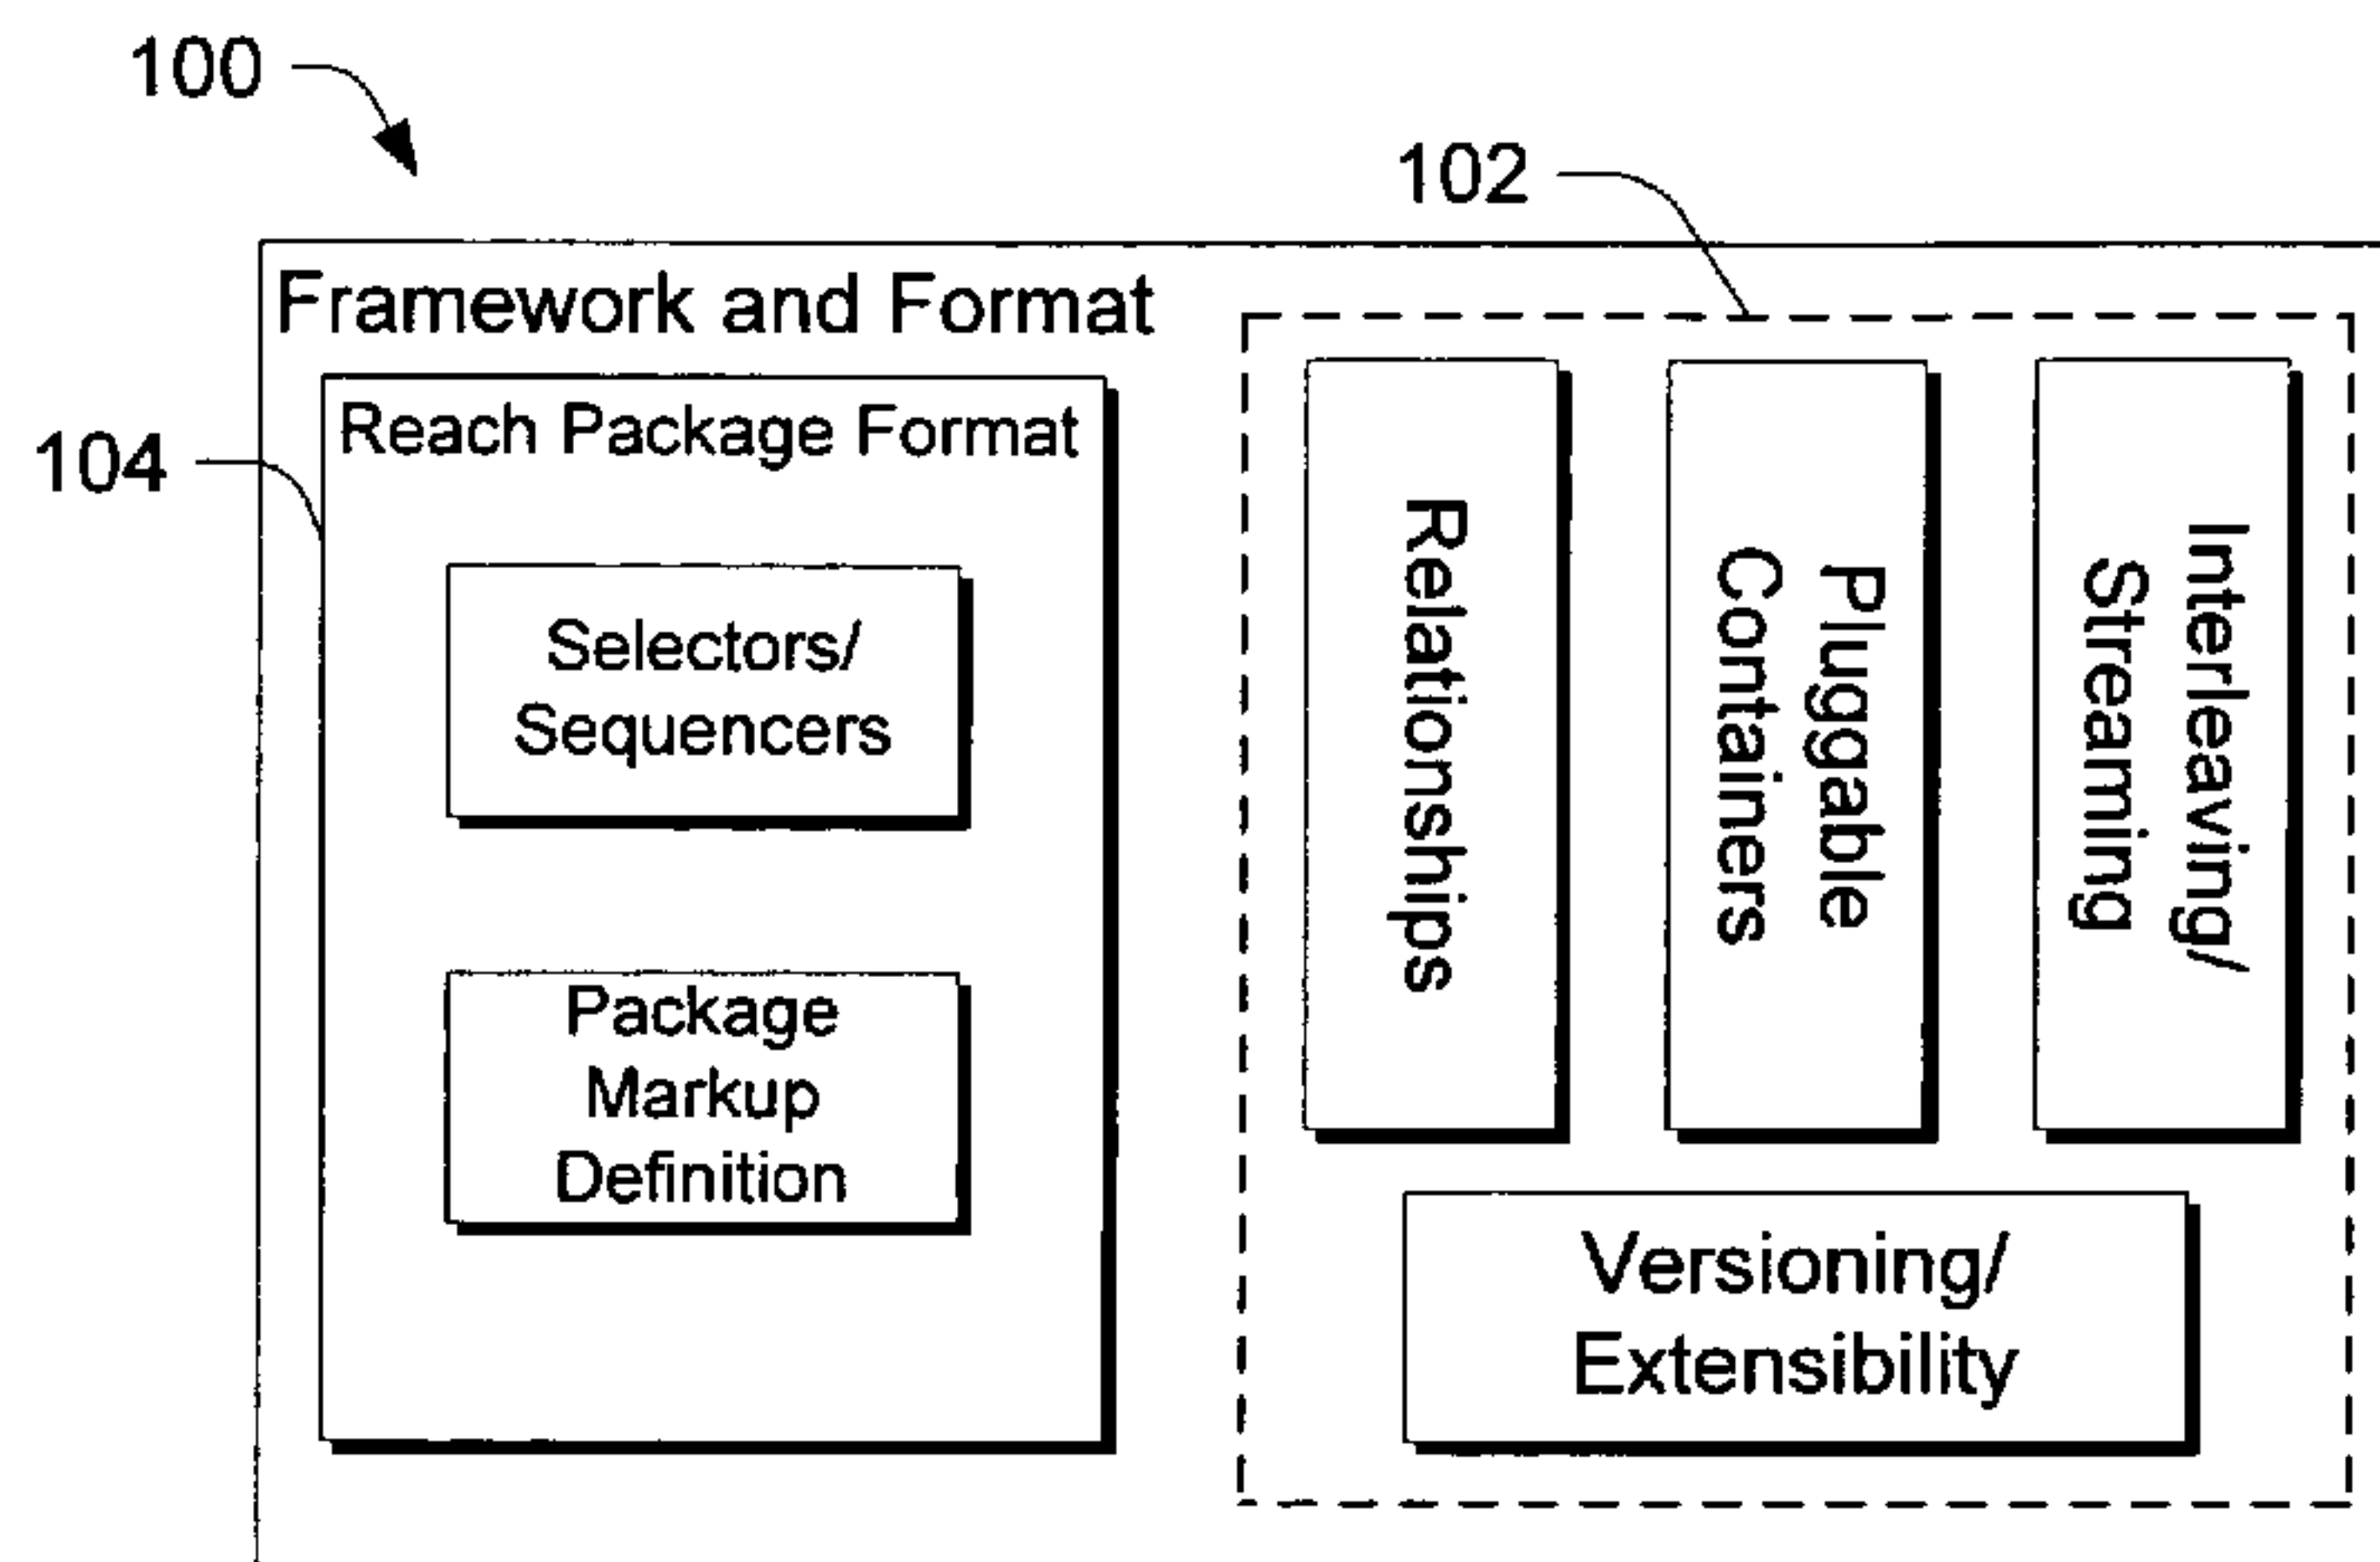 100
102
Framework and Format
104
Reach Package Format
Selectors/
Sequencers
Package
Markup
Definition
Relationships
Pluggable
Containers
Interleaving/
Streaming
Versioning/
Extensibility